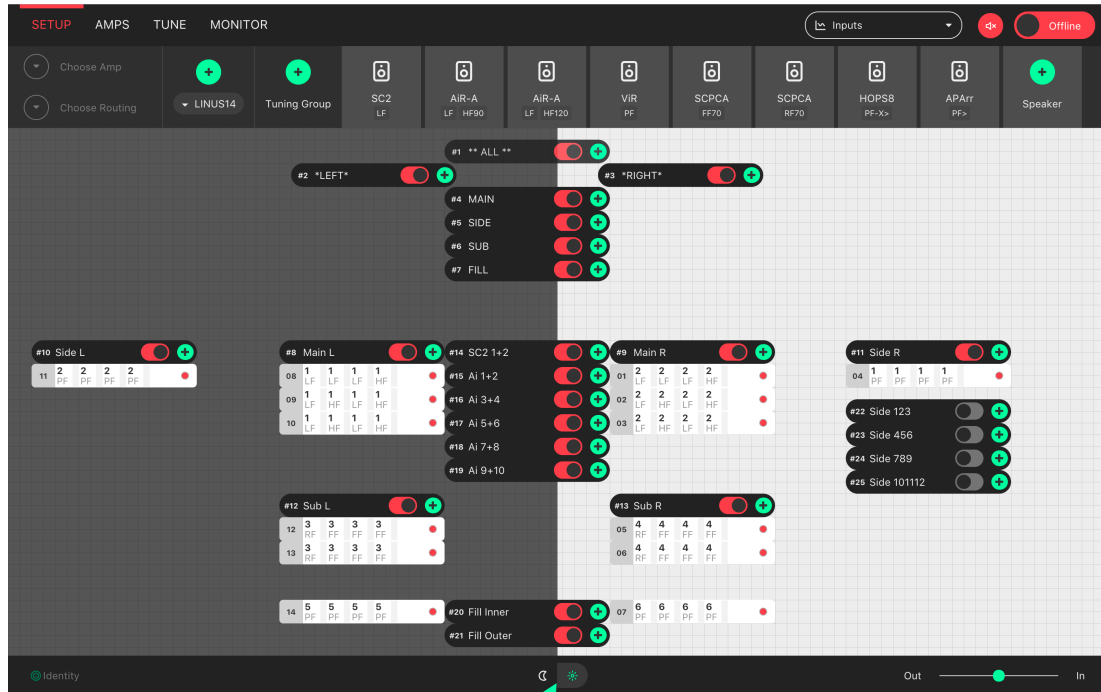 SETUP AMPS TUNE MONITOR Inputs Offline
Choose Amp
Choose Routing
LINUS14
Tuning Group
SC2
LF
AiR-A
LF HF90
AiR-A
LF HF120
ViR
PF
SCPCA
FF70
SCPCA
RF70
HOPS8
PF-X>
APArr
PF>
Speaker
#1 ** ALL **
#2 *LEFT*
#3 *RIGHT*
#4 MAIN
#5 SIDE
#6 SUB
#7 FILL
#10 Side L
11 2 2 2 2
PF PF PF PF
#8 Main L
08 1 1 1 1
LF LF LF HF
09 1 1 1 1
LF HF LF HF
10 1 1 1 1
LF HF LF HF
#14 SC2 1+2
#15 Ai 1+2
#16 Ai 3+4
#17 Ai 5+6
#18 Ai 7+8
#19 Ai 9+10
#9 Main R
01 2 2 2 2
LF LF LF HF
02 2 2 2 2
LF HF LF HF
03 2 2 2 2
LF HF LF HF
#11 Side R
04 1 1 1 1
PF PF PF PF
#22 Side 123
#23 Side 456
#24 Side 789
#25 Side 101112
#12 Sub L
12 3 3 3 3
RF FF FF FF
13 3 3 3 3
RF FF FF FF
#13 Sub R
05 4 4 4 4
RF FF FF FF
06 4 4 4 4
RF FF FF FF
14 5 5 5 5
PF PF PF PF
#20 Fill Inner
#21 Fill Outer
07 6 6 6 6
PF PF PF PF
Identity
Out In